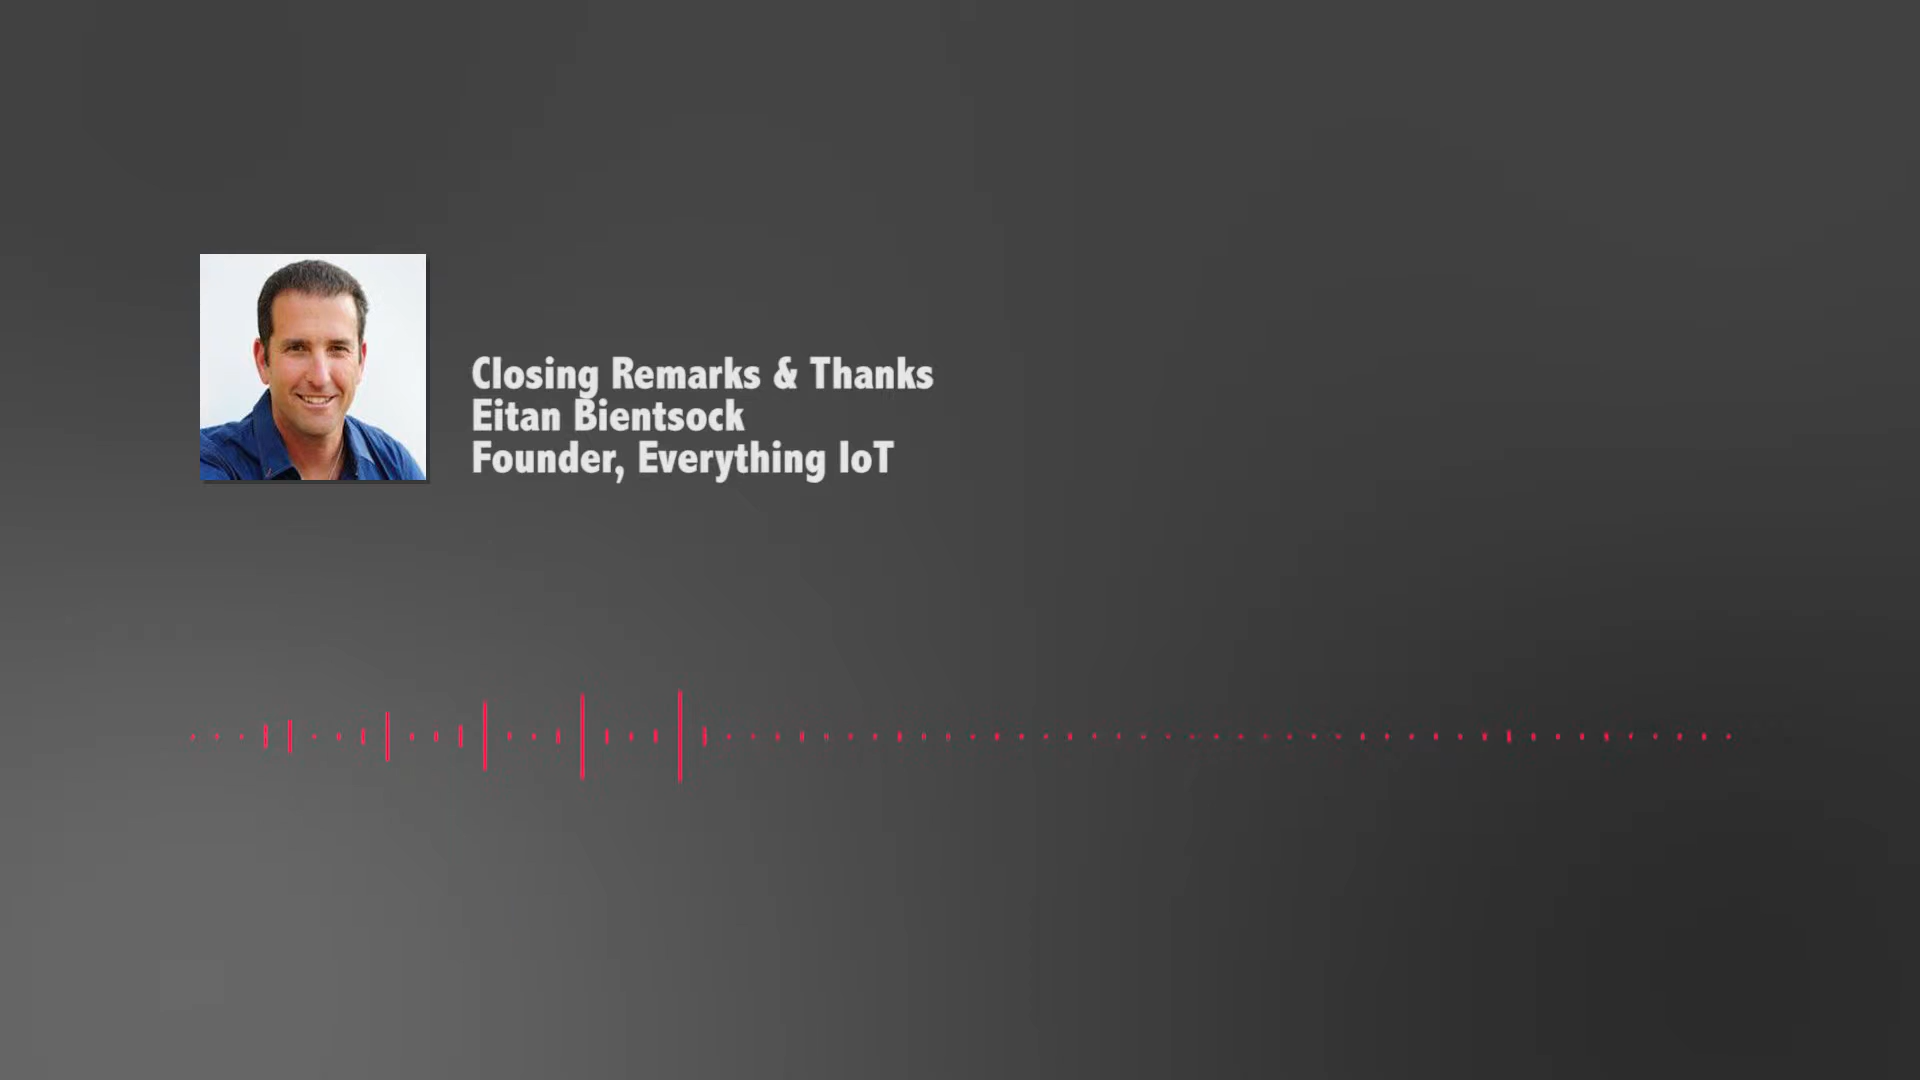 Closing Remarks & Thanks
Eitan Bientsock
Founder, Everything IoT